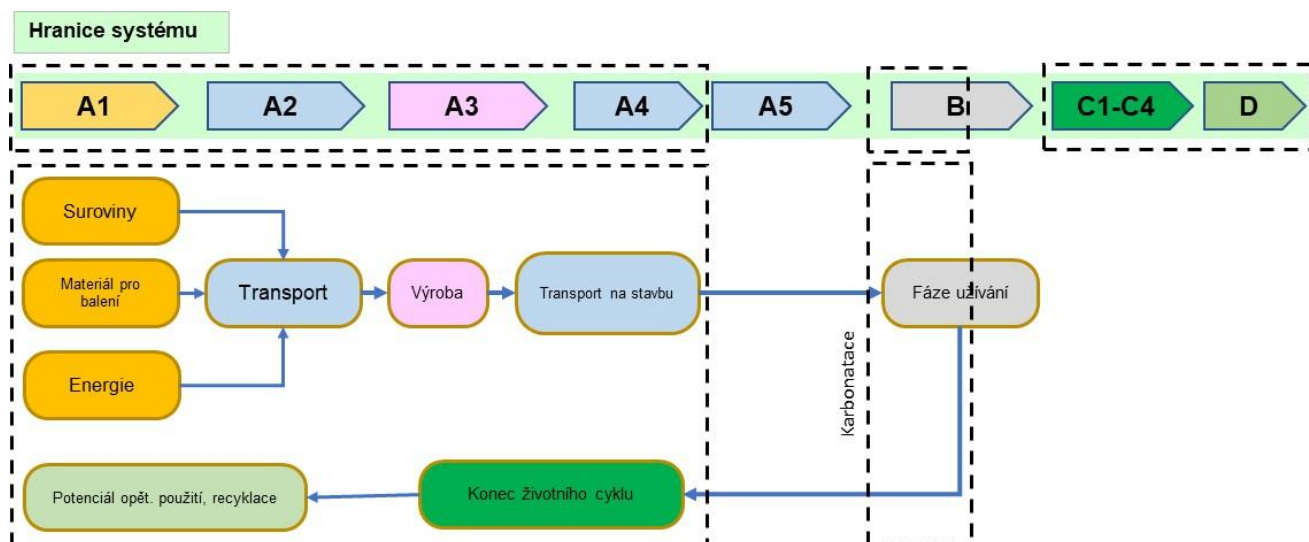 Hranice systému
A1
A2
A3
A4
A5
B
C1-C4
D
Suroviny
Materiál pro
balení
Energie
Transport
Výroba
Transport na stavbu
Fáze užívání
Karbonatace
Konec životního cyklu
Potenciál opět. použití, recyklace